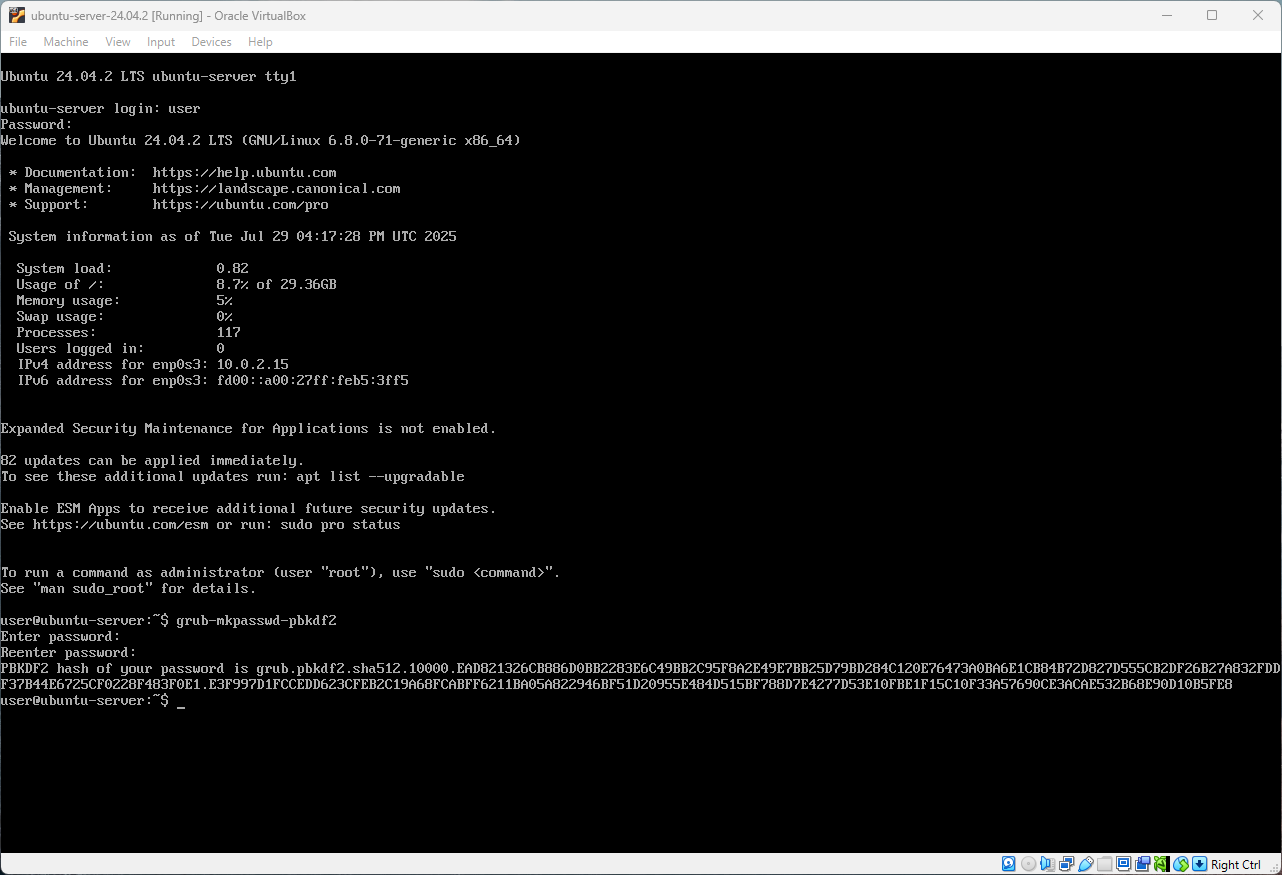 ubuntu-server-24.04.2 [Running] - Oracle VirtualBox
File Machine View Input Devices Help
Ubuntu 24.04.2 LTS ubuntu-server tty1
ubuntu-server login: user
Password:
Welcome to Ubuntu 24.04.2 LTS (GNU/Linux 6.8.0-71-generic x86_64)
* Documentation: https://help.ubuntu.com
* Management: https://landscape.canonical.com
* Support: https://ubuntu.com/pro
System information as of Tue Jul 29 04:17:28 PM UTC 2025
System load: 0.82
Usage of /: 8.7% of 29.36GB
Memory usage: 5%
Swap usage: 0%
Processes: 117
Users logged in: 0
IPv4 address for enp0s3: 10.0.2.15
IPv6 address for enp0s3: fd00::a00:27ff:feb5:3ff5
Expanded Security Maintenance for Applications is not enabled.
82 updates can be applied immediately.
To see these additional updates run: apt list --upgradable
Enable ESM Apps to receive additional future security updates.
See https://ubuntu.com/esm or run: sudo pro status
To run a command as administrator (user "root"), use "sudo <command>".
See "man sudo_root" for details.
user@ubuntu-server:~$ grub-mkpasswd-pbkdf2
Enter password:
Reenter password:
PBKDF2 hash of your password is grub.pbkdf2.sha512.10000.EAD821326CB886D0BB2283E6C49BB2C95F8A2E49E7BB25D79BD284C120E76473A0BA6E1CB84B72D827D555CB2DF26B27A832FDD
F37B44E6725CF0228F483F0E1.E3F997D1FCCEDD623CFEB2C19A68FCABFF6211BA05A822946BF51D20955E484D515BF788D7E4277D53E10FBE1F15C10F33A57690CE3ACAE532B68E90D10B5FE8
user@ubuntu-server:~$ _
Right Ctrl